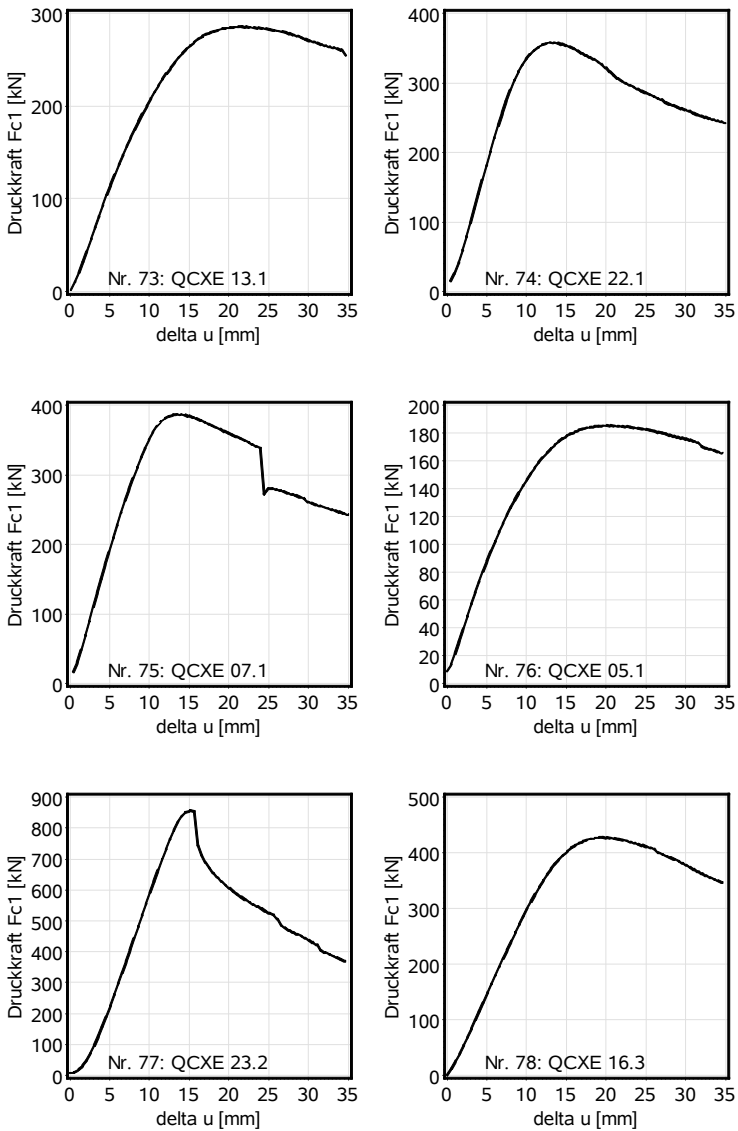 300
200
100
0
Druckkraft Fc1 [kN]
Nr. 73: QCXE 13.1
0 5 10 15 20 25 30 35
delta u [mm]
400
300
200
100
0
Druckkraft Fc1 [kN]
Nr. 74: QCXE 22.1
0 5 10 15 20 25 30 35
delta u [mm]
400
300
200
100
0
Druckkraft Fc1 [kN]
Nr. 75: QCXE 07.1
0 5 10 15 20 25 30 35
delta u [mm]
200
180
160
140
120
100
80
60
40
20
0
Druckkraft Fc1 [kN]
Nr. 76: QCXE 05.1
0 5 10 15 20 25 30 35
delta u [mm]
900
800
700
600
500
400
300
200
100
0
Druckkraft Fc1 [kN]
Nr. 77: QCXE 23.2
0 5 10 15 20 25 30 35
delta u [mm]
500
400
300
200
100
0
Druckkraft Fc1 [kN]
Nr. 78: QCXE 16.3
0 5 10 15 20 25 30 35
delta u [mm]